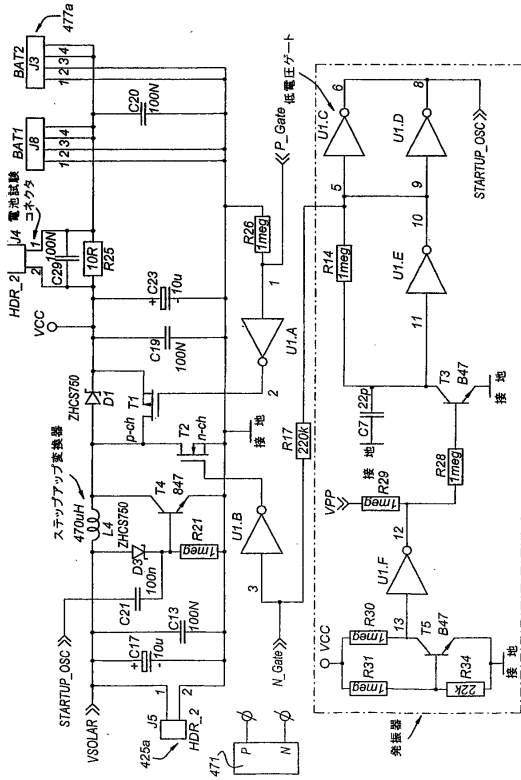 477a
BAT2
J3
1 2 3 4
BAT1
J8
1 2 3 4
C20
100N
低電圧ゲート
電池試験
コネクタ
J4
HDR_2
1
2
C29
100N
10R
R25
VCC
C23
+
-
10u
C19
100N
R26
1meg
P_Gate
1
U1.A
2
ZHCS750
D1
T1
p-ch
T2
n-ch
接地
ステップアップ変換器
470uH
L4
ZHCS750
D3
T4
847
C21
100n
R21
1meg
U1.B
3
R17
220k
STARTUP_OSC
VSOLAR
C17
+
-
10u
C13
100N
N_Gate
J5
1
2
HDR_2
425a
471
P
N
U1.C
5
6
U1.D
9
8
STARTUP_OSC
R14
1meg
10
U1.E
11
C7
22p
接地
T3
B47
接地
R28
1meg
VPP
R29
1meg
12
U1.F
13
VCC
R30
1meg
R31
1meg
T5
B47
R34
22k
接地
発振器